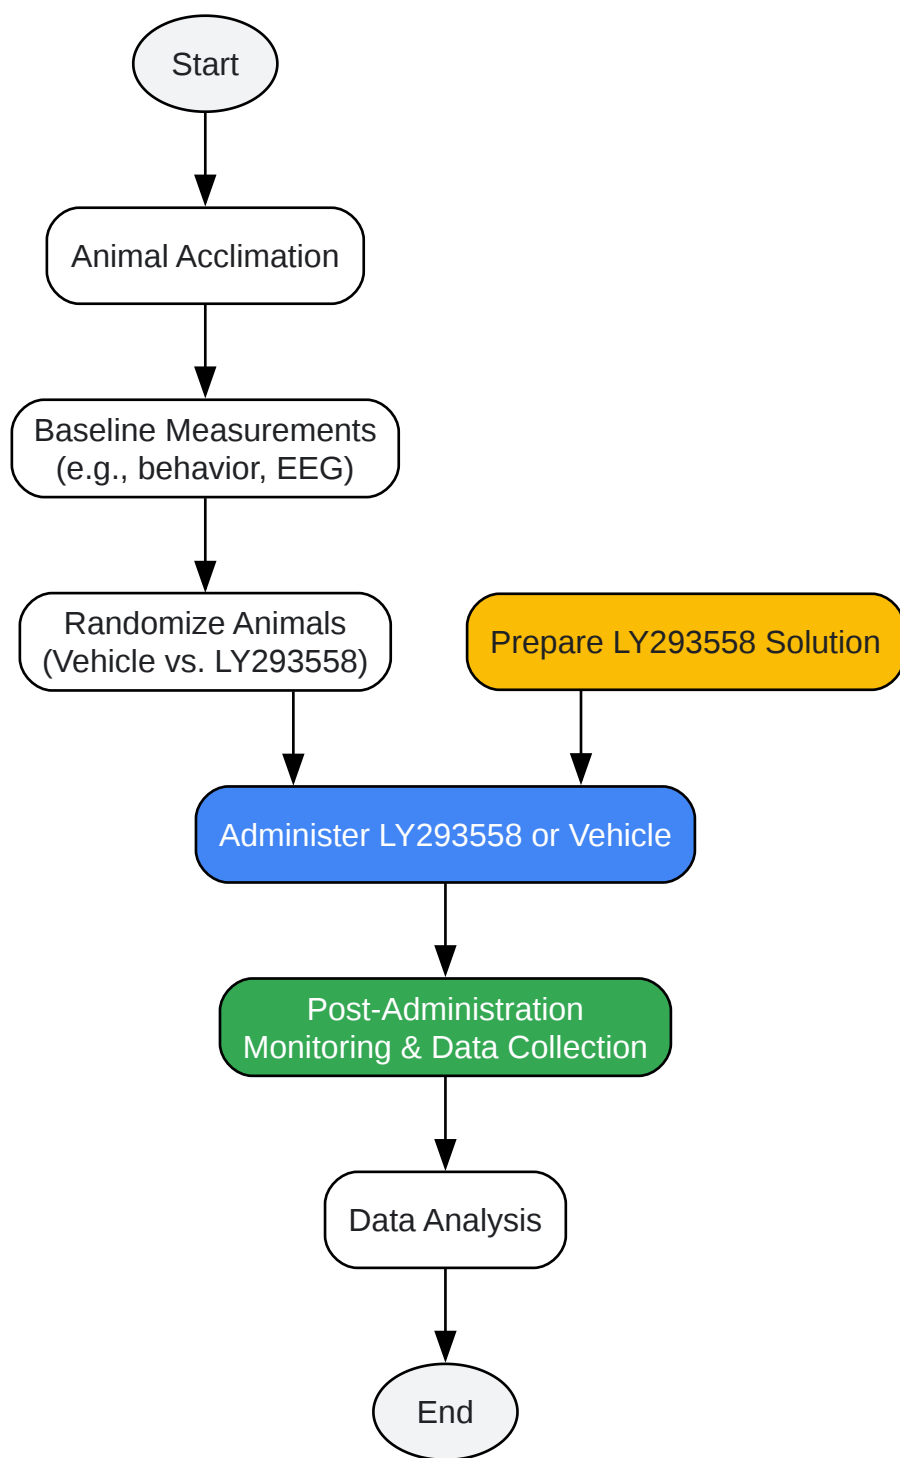 Start
Animal Acclimation
Baseline Measurements
(e.g., behavior, EEG)
Randomize Animals
(Vehicle vs. LY293558)
Prepare LY293558 Solution
Administer LY293558 or Vehicle
Post-Administration
Monitoring & Data Collection
Data Analysis
End